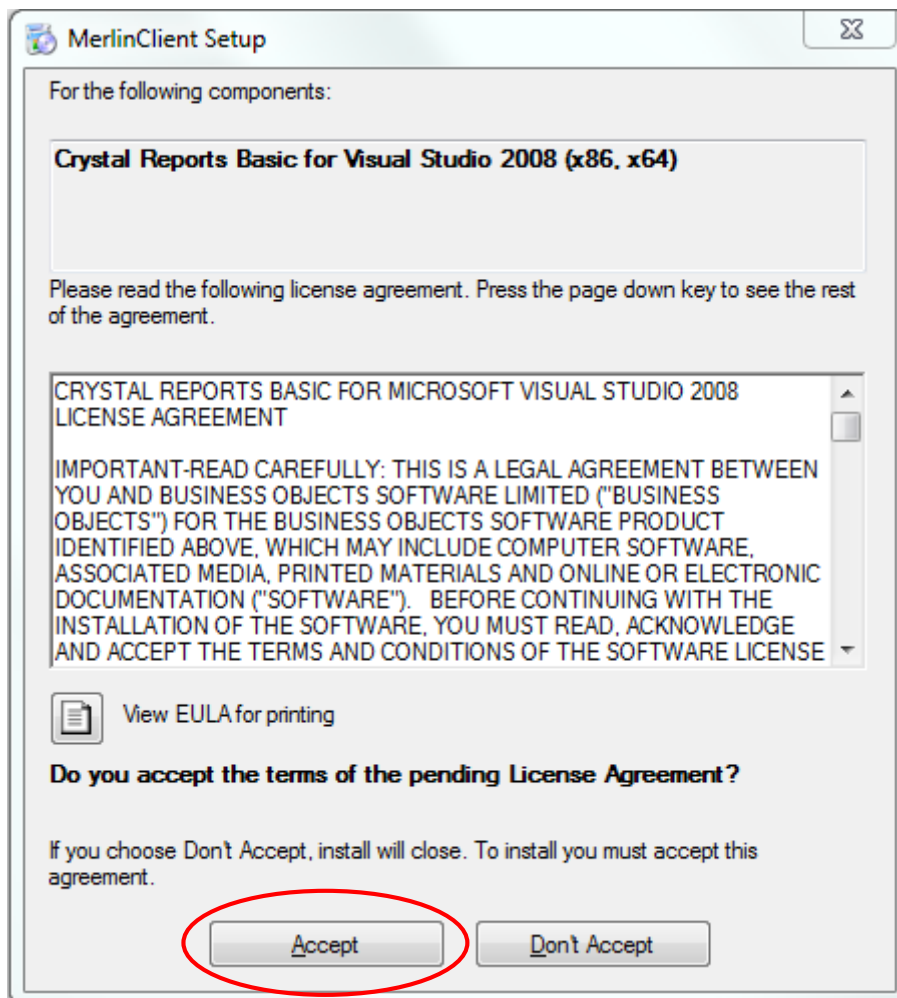 MerlinClient Setup
For the following components:
Crystal Reports Basic for Visual Studio 2008 (x86, x64)
Please read the following license agreement. Press the page down key to see the rest
of the agreement.
CRYSTAL REPORTS BASIC FOR MICROSOFT VISUAL STUDIO 2008
LICENSE AGREEMENT
IMPORTANT-READ CAREFULLY: THIS IS A LEGAL AGREEMENT BETWEEN
YOU AND BUSINESS OBJECTS SOFTWARE LIMITED ("BUSINESS
OBJECTS") FOR THE BUSINESS OBJECTS SOFTWARE PRODUCT
IDENTIFIED ABOVE, WHICH MAY INCLUDE COMPUTER SOFTWARE,
ASSOCIATED MEDIA, PRINTED MATERIALS AND ONLINE OR ELECTRONIC
DOCUMENTATION ("SOFTWARE").   BEFORE CONTINUING WITH THE
INSTALLATION OF THE SOFTWARE, YOU MUST READ, ACKNOWLEDGE
AND ACCEPT THE TERMS AND CONDITIONS OF THE SOFTWARE LICENSE
View EULA for printing
Do you accept the terms of the pending License Agreement?
If you choose Don't Accept, install will close. To install you must accept this
agreement.
Accept
Don't Accept